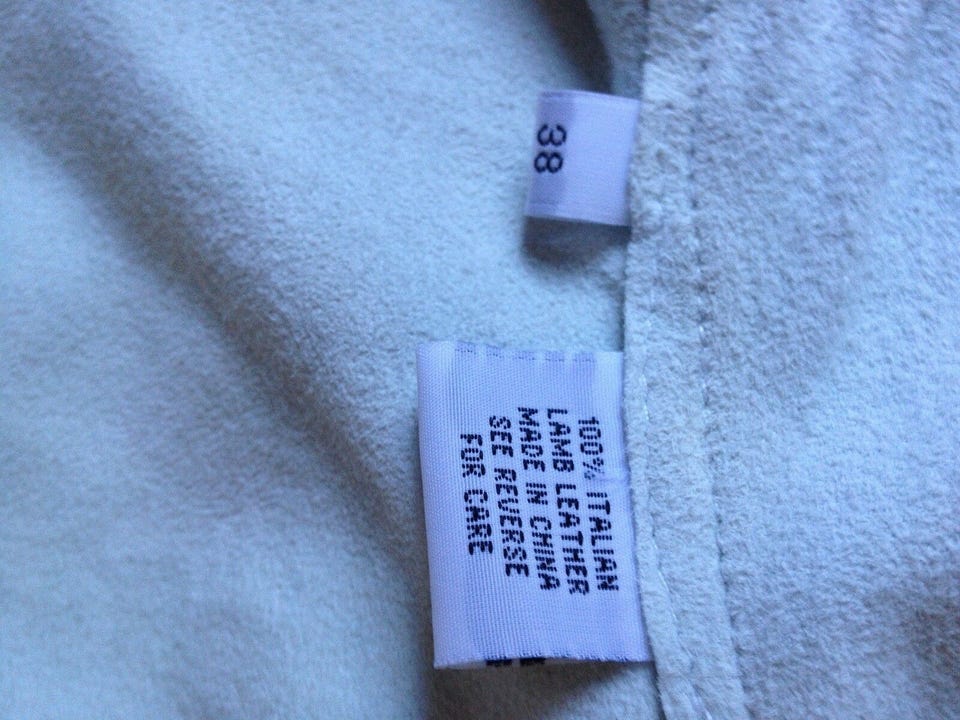 38
100% ITALIAN
LAMB LEATHER
MADE IN CHINA
SEE REVERSE
FOR CARE